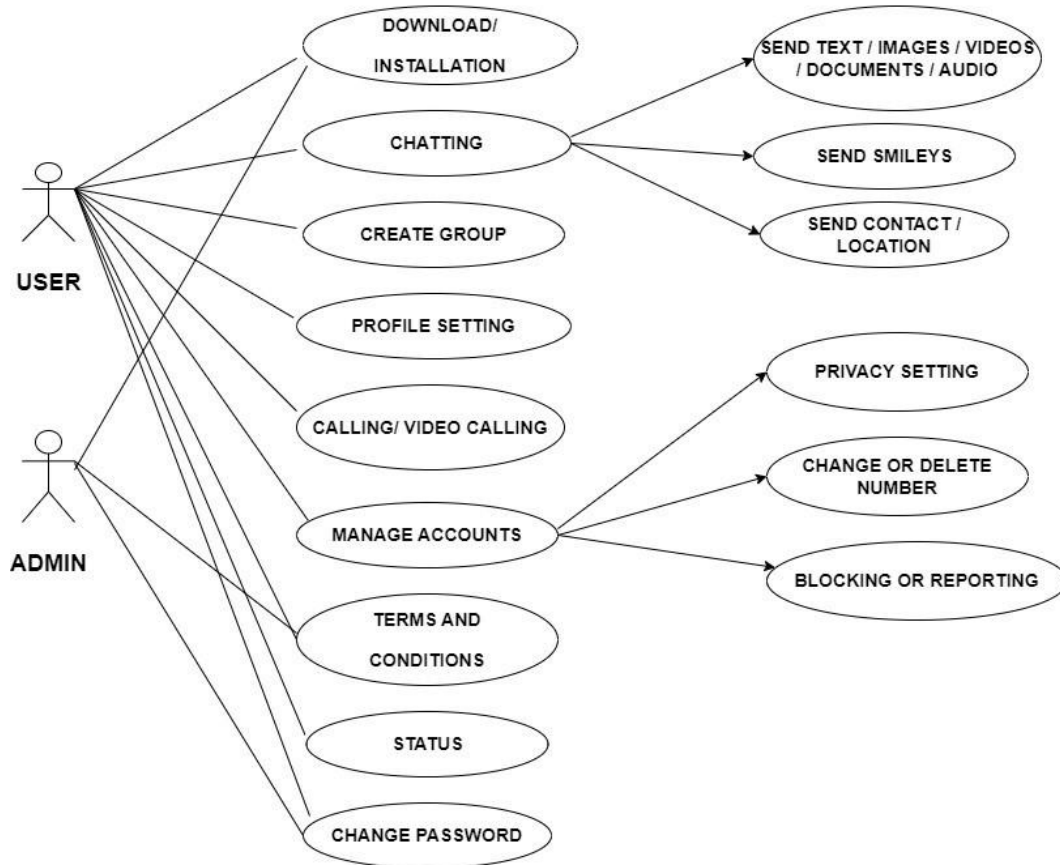 DOWNLOAD/
INSTALLATION
SEND TEXT / IMAGES / VIDEOS
/ DOCUMENTS / AUDIO
CHATTING
SEND SMILEYS
CREATE GROUP
SEND CONTACT /
LOCATION
USER
PROFILE SETTING
PRIVACY SETTING
CALLING/ VIDEO CALLING
CHANGE OR DELETE
NUMBER
MANAGE ACCOUNTS
ADMIN
BLOCKING OR REPORTING
TERMS AND
CONDITIONS
STATUS
CHANGE PASSWORD